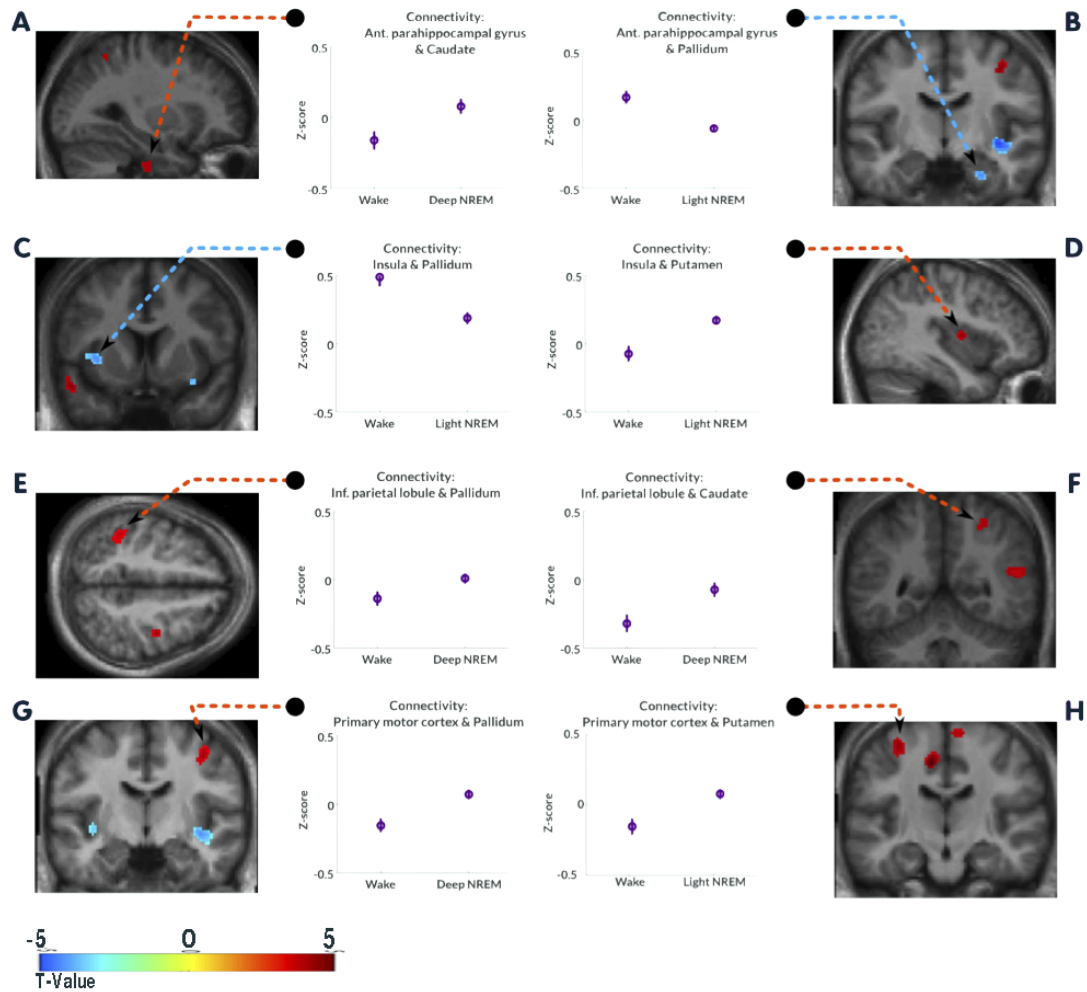 A
Connectivity:
Ant. parahippocampal gyrus
& Caudate
0.5
0
-0.5
Z-score
Wake
Deep NREM
Connectivity:
Ant. parahippocampal gyrus
& Pallidum
0.5
0
-0.5
Z-score
Wake
Light NREM
B
C
Connectivity:
Insula & Pallidum
0.5
0
-0.5
Z-score
Wake
Light NREM
Connectivity:
Insula & Putamen
0.5
0
-0.5
Z-score
Wake
Light NREM
D
E
Connectivity:
Inf. parietal lobule & Pallidum
0.5
0
-0.5
Z-score
Wake
Deep NREM
Connectivity:
Inf. parietal lobule & Caudate
0.5
0
-0.5
Z-score
Wake
Deep NREM
F
G
Connectivity:
Primary motor cortex & Pallidum
0.5
0
-0.5
Z-score
Wake
Deep NREM
Connectivity:
Primary motor cortex & Putamen
0.5
0
-0.5
Z-score
Wake
Light NREM
H
-5 0 5
T-Value